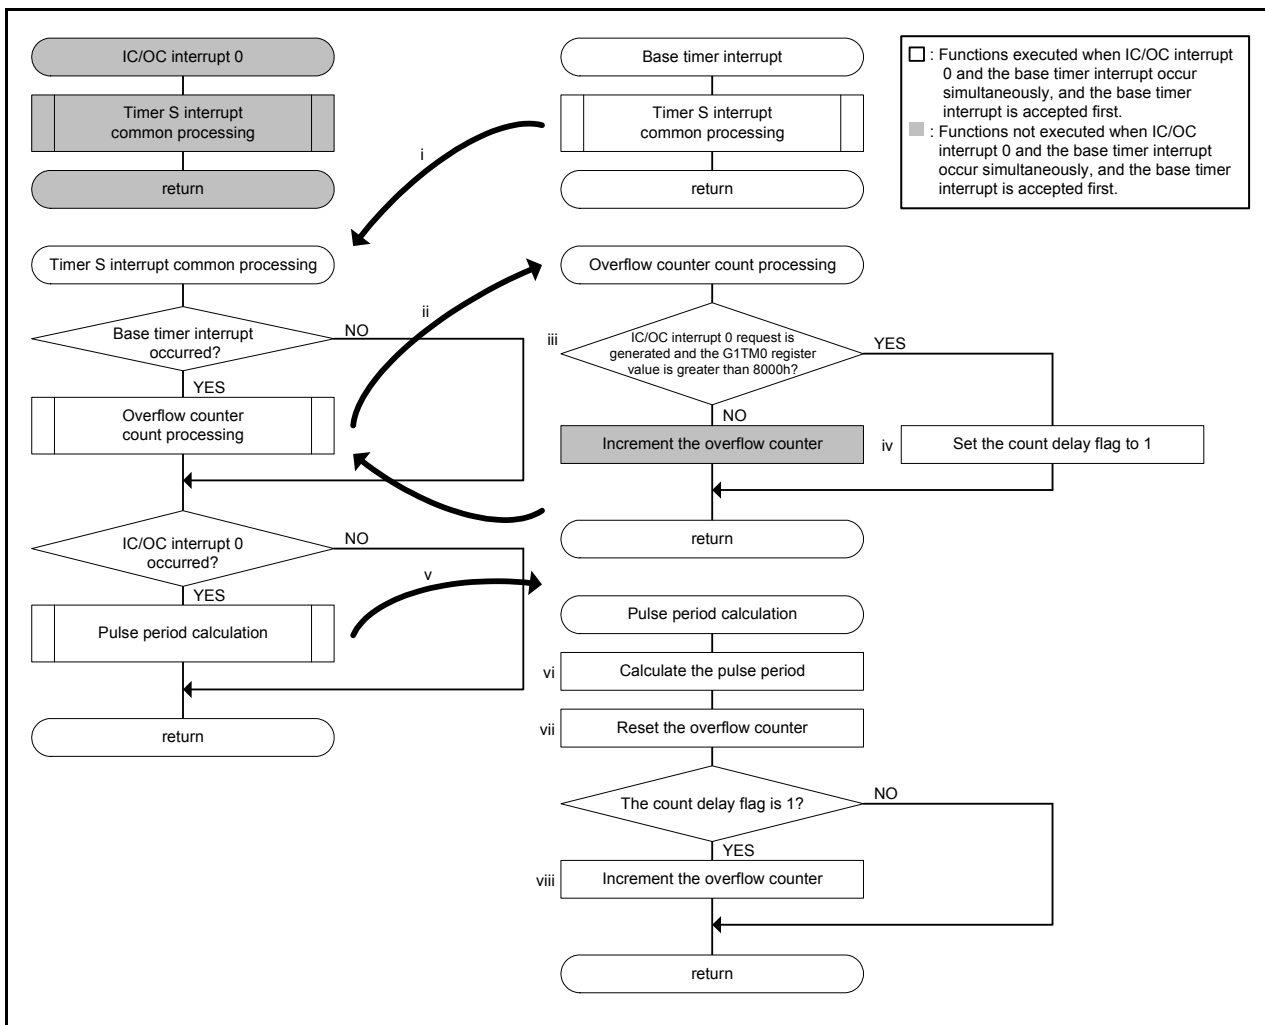 IC/OC interrupt 0
Timer S interrupt
common processing
return
Base timer interrupt
Timer S interrupt
common processing
return
: Functions executed when IC/OC interrupt
0 and the base timer interrupt occur
simultaneously, and the base timer
interrupt is accepted first.
: Functions not executed when IC/OC
interrupt 0 and the base timer interrupt
occur simultaneously, and the base timer
interrupt is accepted first.
i
Timer S interrupt common processing
Base timer interrupt
occurred?
NO
YES
Overflow counter
count processing
IC/OC interrupt 0
occurred?
NO
YES
Pulse period calculation
return
ii
Overflow counter count processing
iii
IC/OC interrupt 0 request is
generated and the G1TM0 register
value is greater than 8000h?
YES
NO
Increment the overflow counter
iv
Set the count delay flag to 1
return
v
Pulse period calculation
vi
Calculate the pulse period
vii
Reset the overflow counter
The count delay flag is 1?
NO
YES
viii
Increment the overflow counter
return